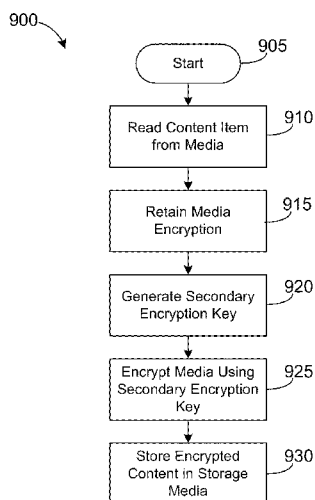 900
905
Start
910
Read Content Item
from Media
915
Retain Media
Encryption
920
Generate Secondary
Encryption Key
925
Encrypt Media Using
Secondary Encryption
Key
930
Store Encrypted
Content in Storage
Media